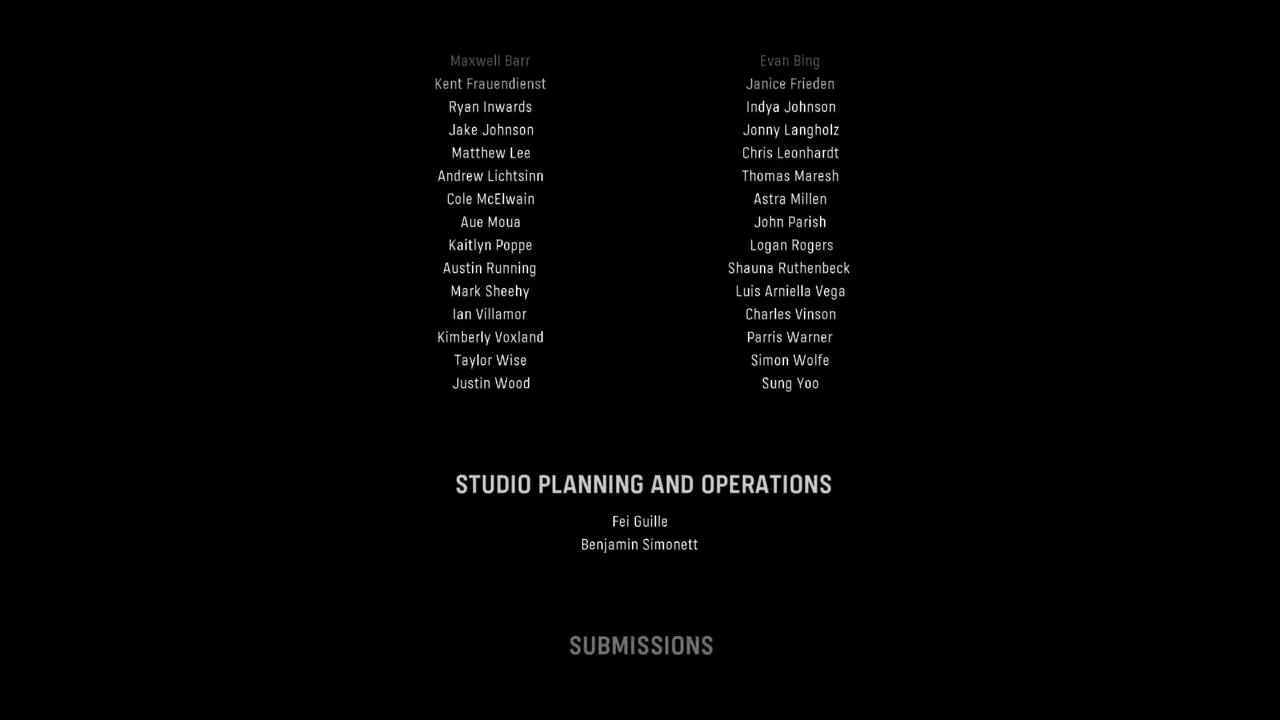 Maxwell Barr Evan Bing
Kent Frauendienst Janice Frieden
Ryan Inwards Indya Johnson
Jake Johnson Jonny Langholz
Matthew Lee Chris Leonhardt
Andrew Lichtsinn Thomas Maresh
Cole McElwain Astra Millen
Aue Moua John Parish
Kaitlyn Poppe Logan Rogers
Austin Running Shauna Ruthenbeck
Mark Sheehy Luis Arniella Vega
Ian Villamor Charles Vinson
Kimberly Voxland Parris Warner
Taylor Wise Simon Wolfe
Justin Wood Sung Yoo
STUDIO PLANNING AND OPERATIONS
Fei Guille
Benjamin Simonett
SUBMISSIONS